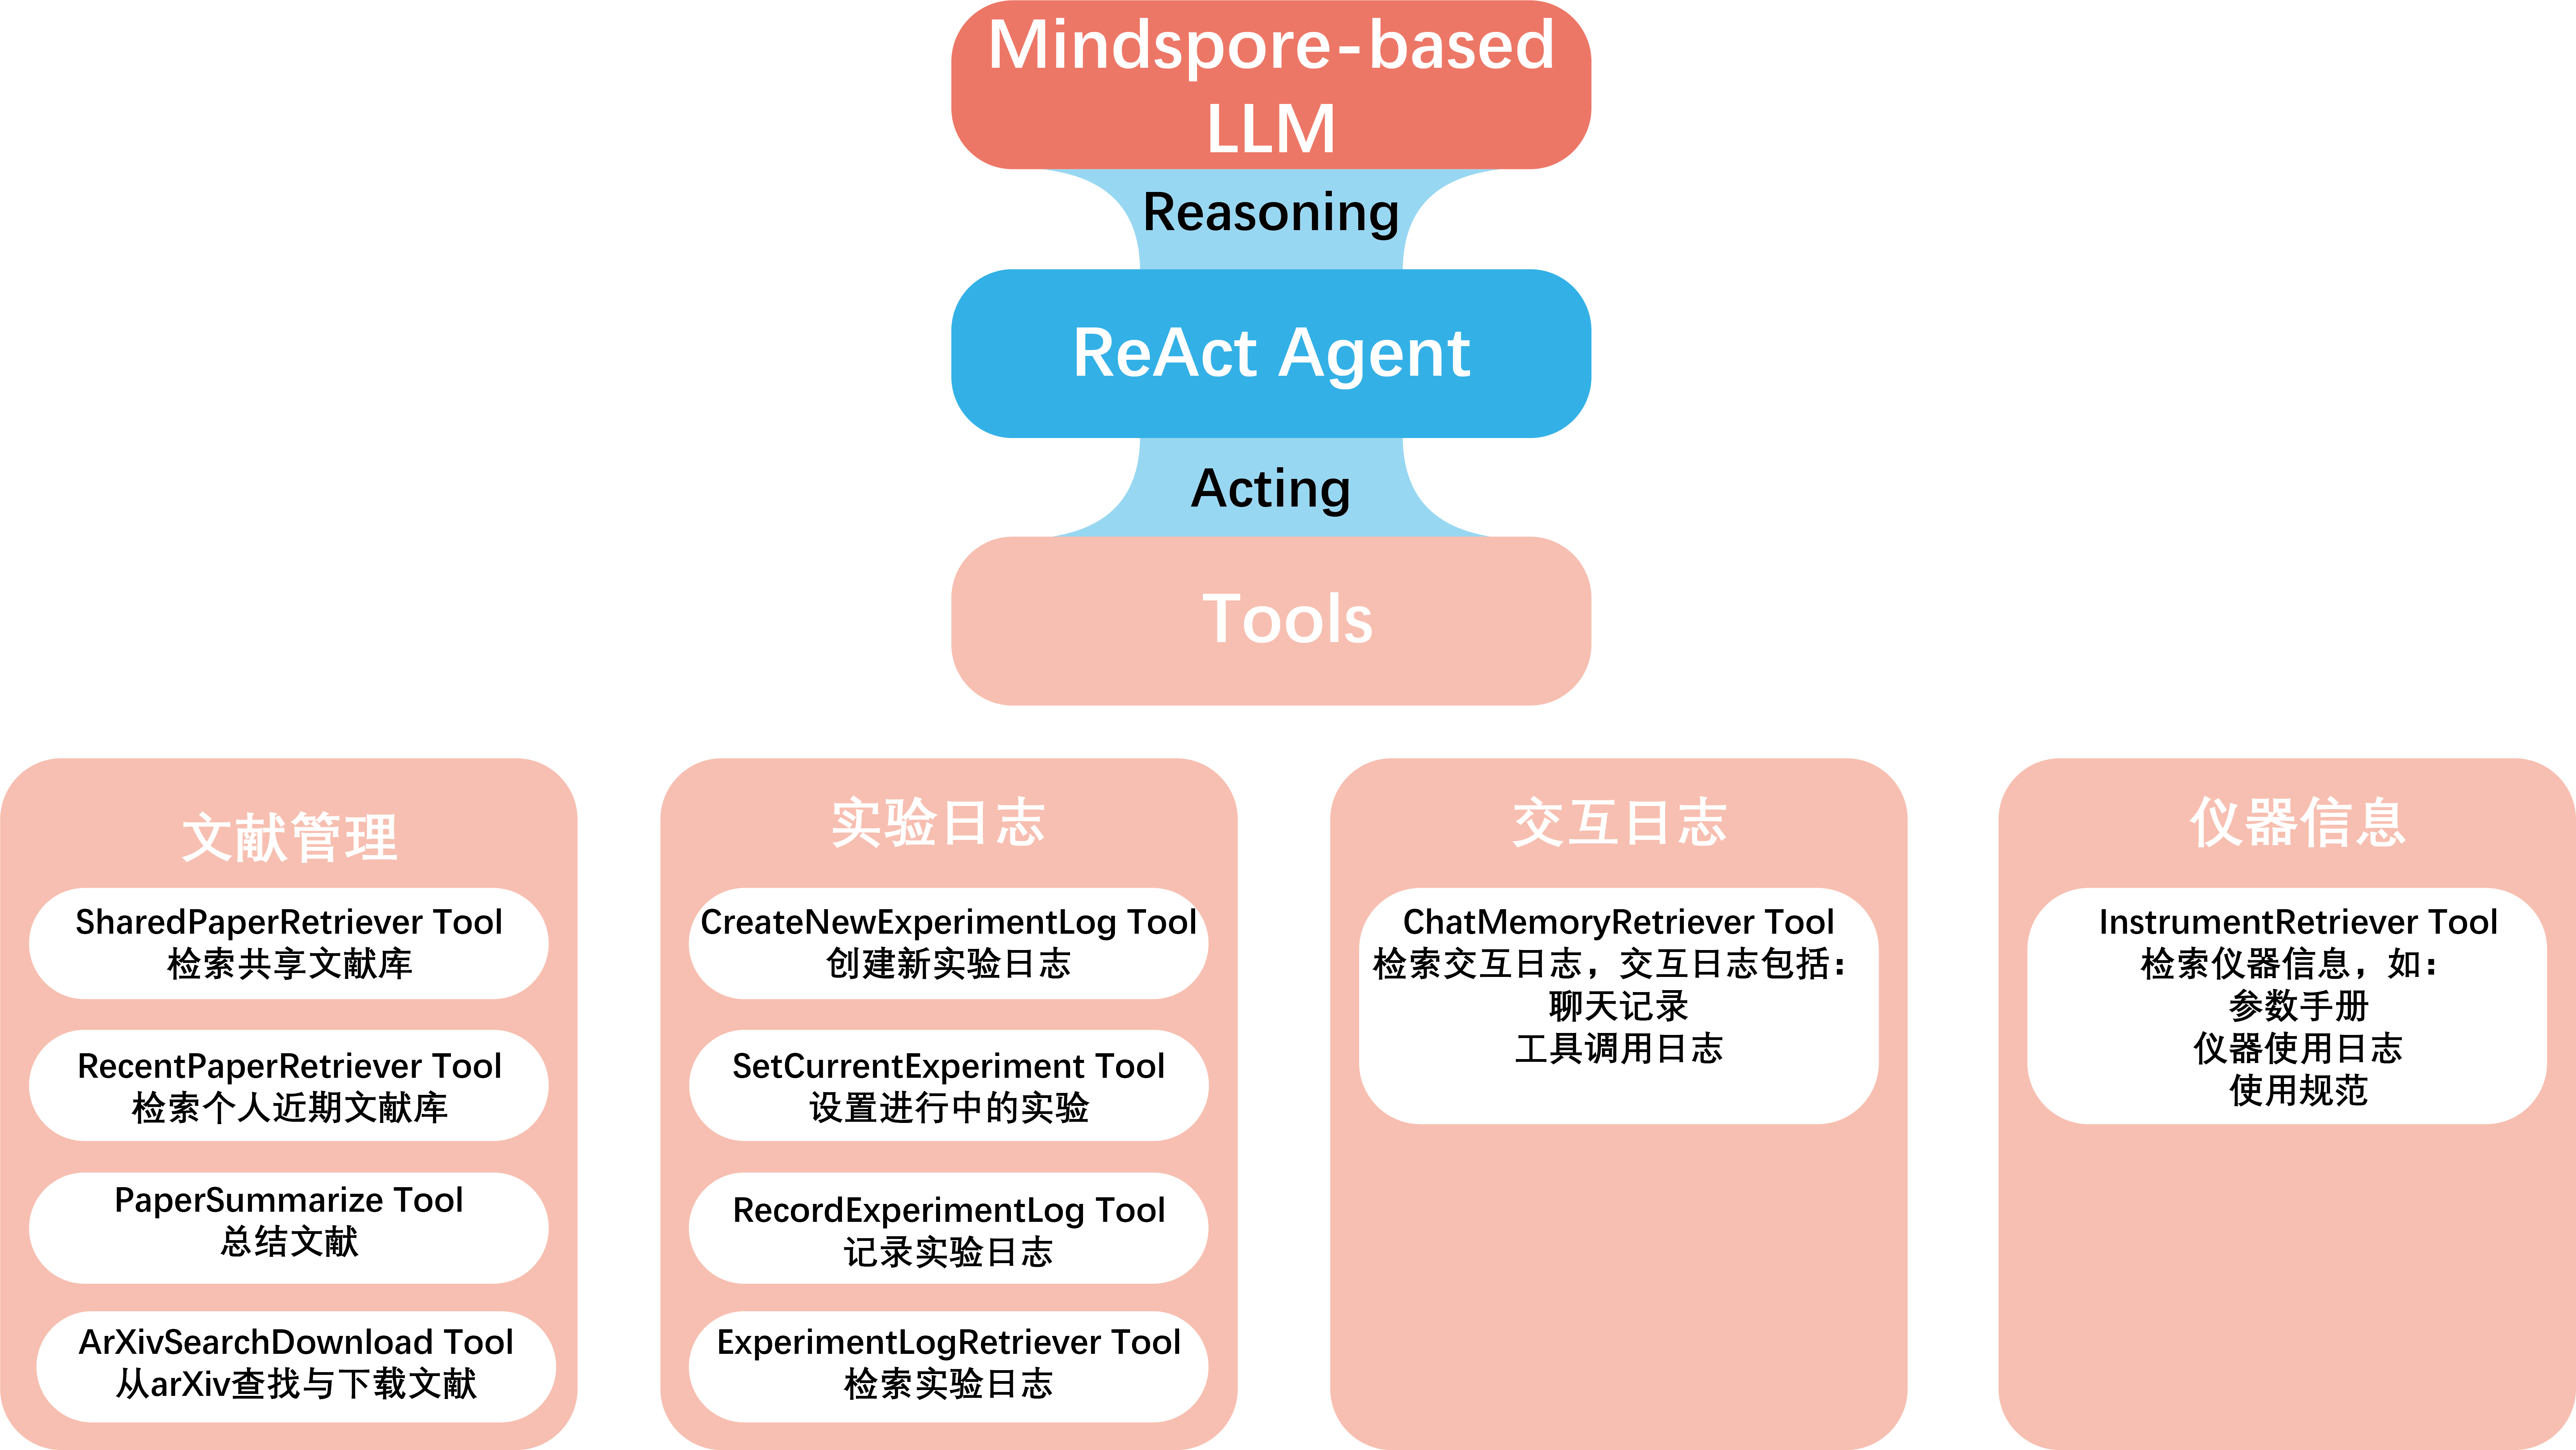 Mindspore-based
LLM
Reasoning
ReAct Agent
Acting
Tools
文献管理
SharedPaperRetriever Tool
检索共享文献库
RecentPaperRetriever Tool
检索个人近期文献库
PaperSummarize Tool
总结文献
ArXivSearchDownload Tool
从arXiv查找与下载文献
实验日志
CreateNewExperimentLog Tool
创建新实验日志
SetCurrentExperiment Tool
设置进行中的实验
RecordExperimentLog Tool
记录实验日志
ExperimentLogRetriever Tool
检索实验日志
交互日志
ChatMemoryRetriever Tool
检索交互日志，交互日志包括：
聊天记录
工具调用日志
仪器信息
InstrumentRetriever Tool
检索仪器信息，如：
参数手册
仪器使用日志
使用规范